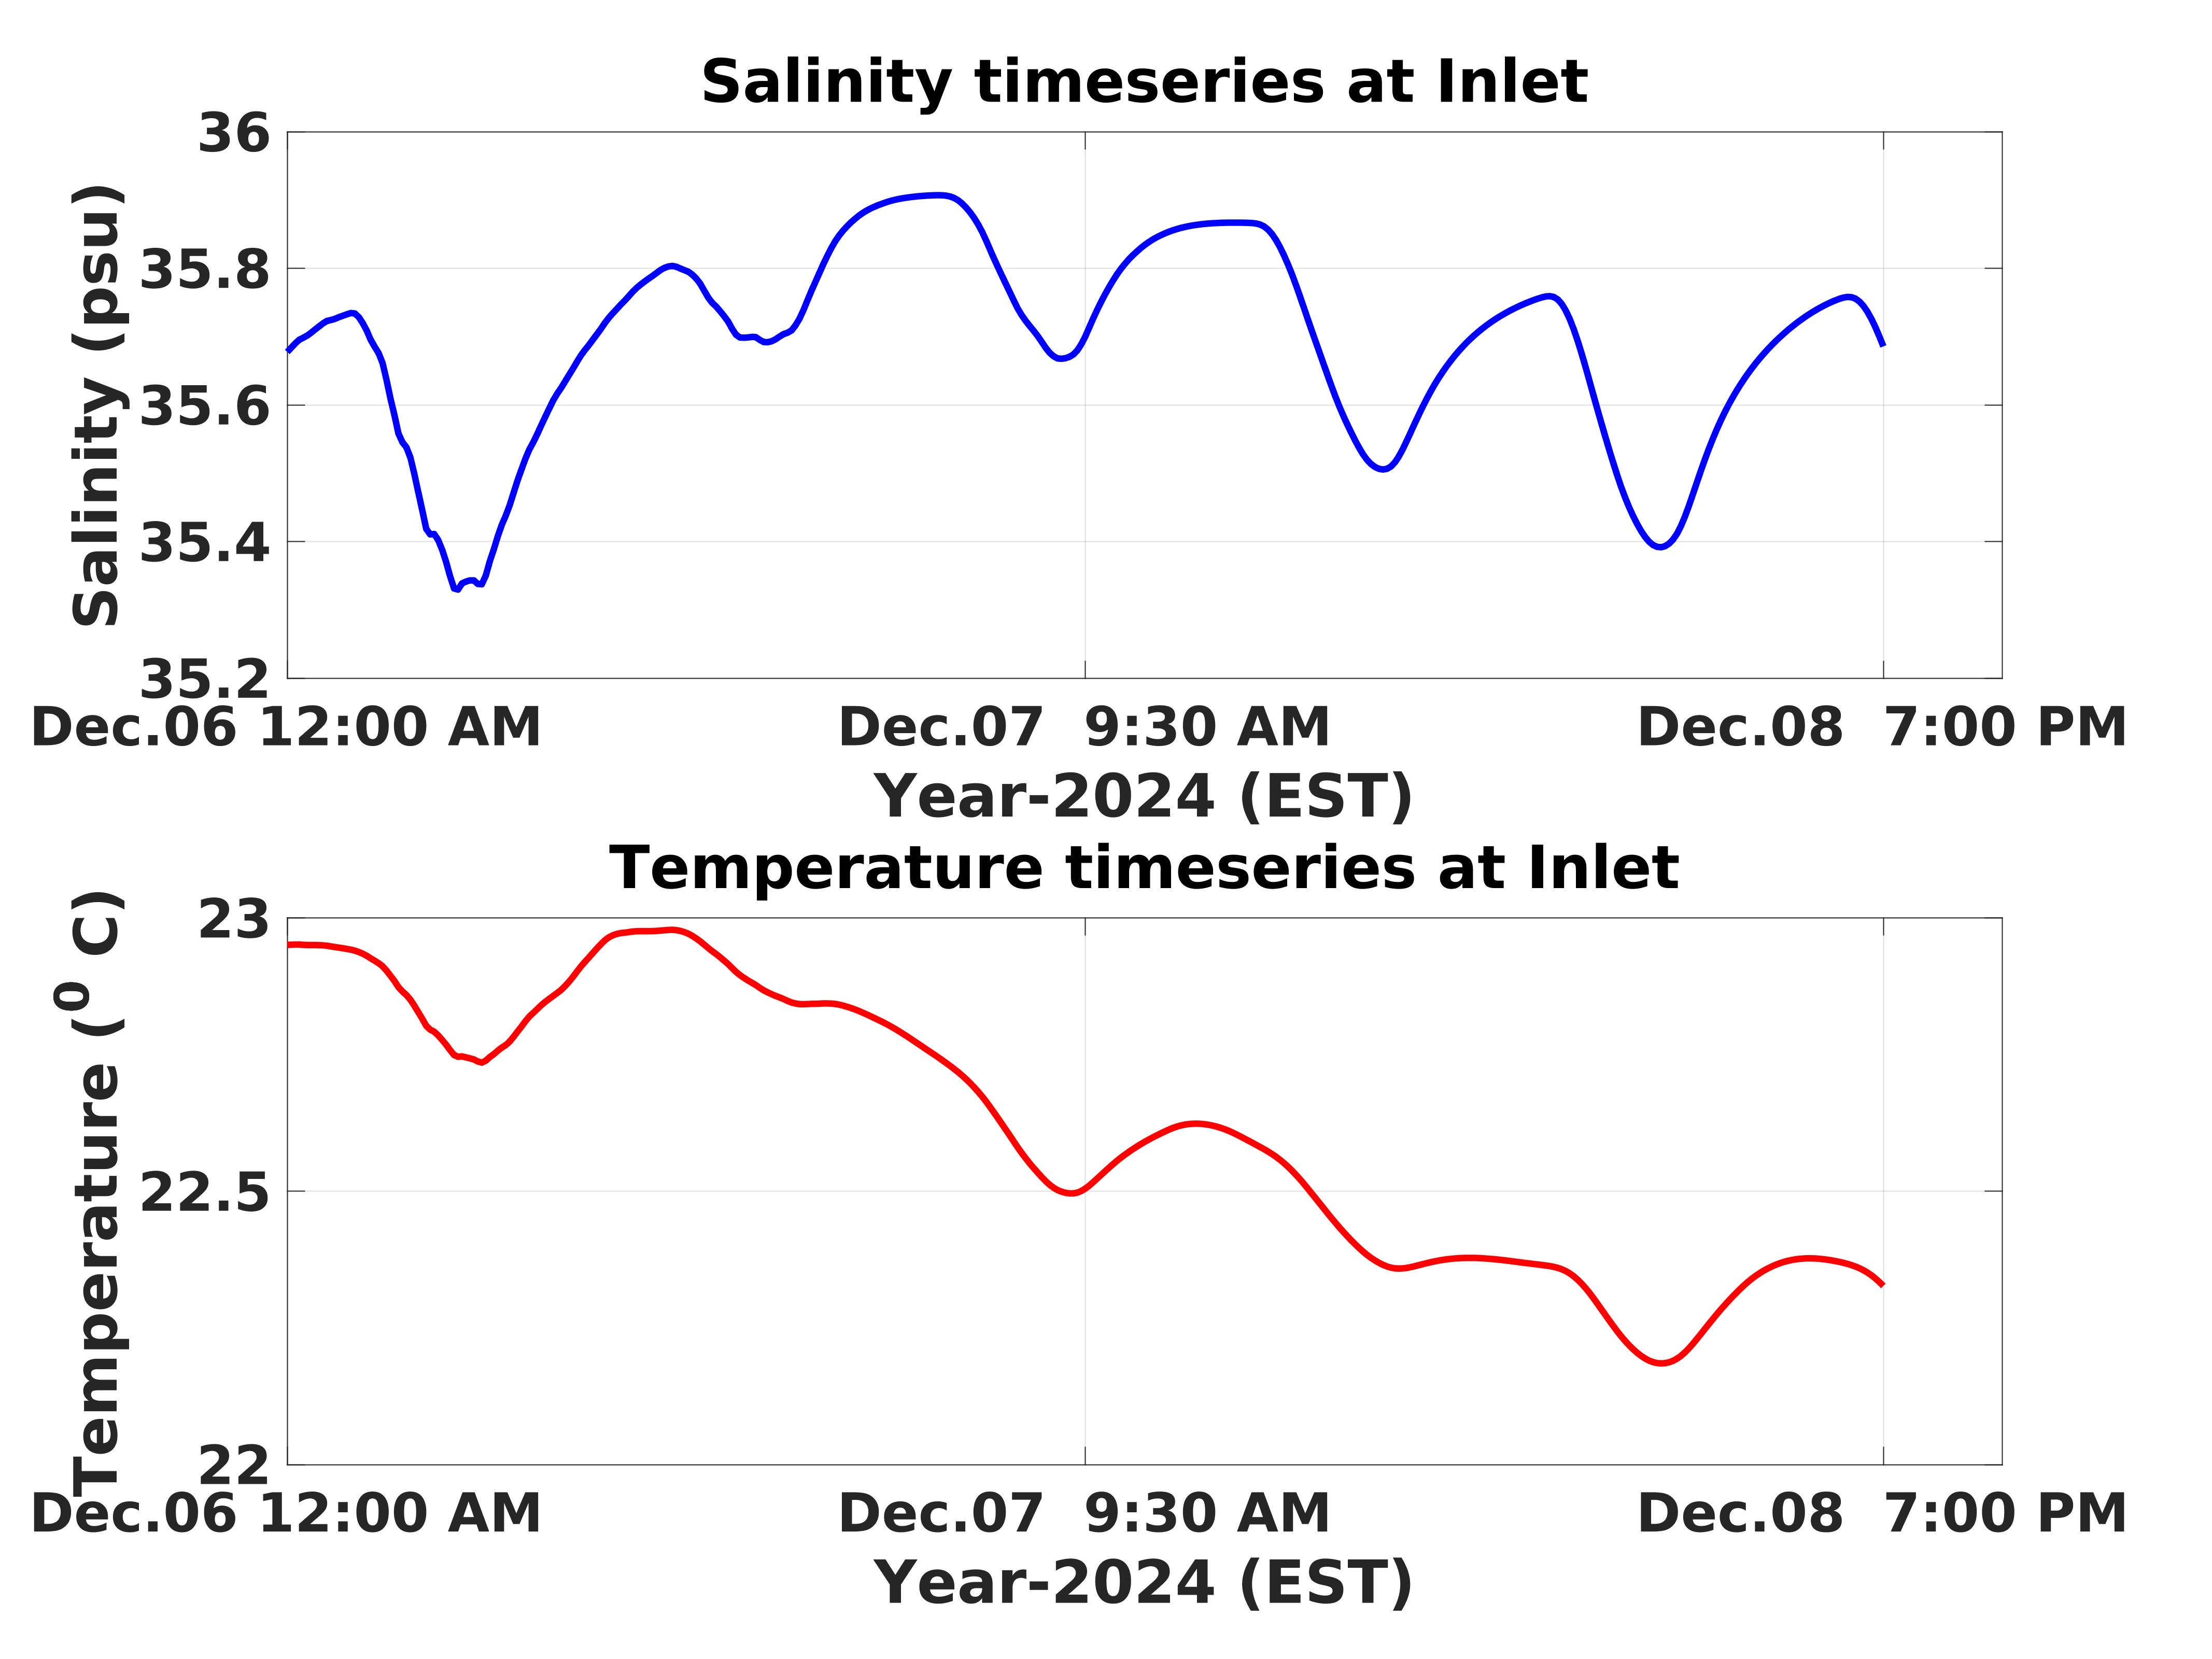 Salinity timeseries at Inlet
Salinity (psu)
36
35.8
35.6
35.4
35.2
Dec.06 12:00 AM
Dec.07  9:30 AM
Dec.08  7:00 PM
Year-2024 (EST)
Temperature timeseries at Inlet
Temperature (⁰ C)
23
22.5
22
Dec.06 12:00 AM
Dec.07  9:30 AM
Dec.08  7:00 PM
Year-2024 (EST)